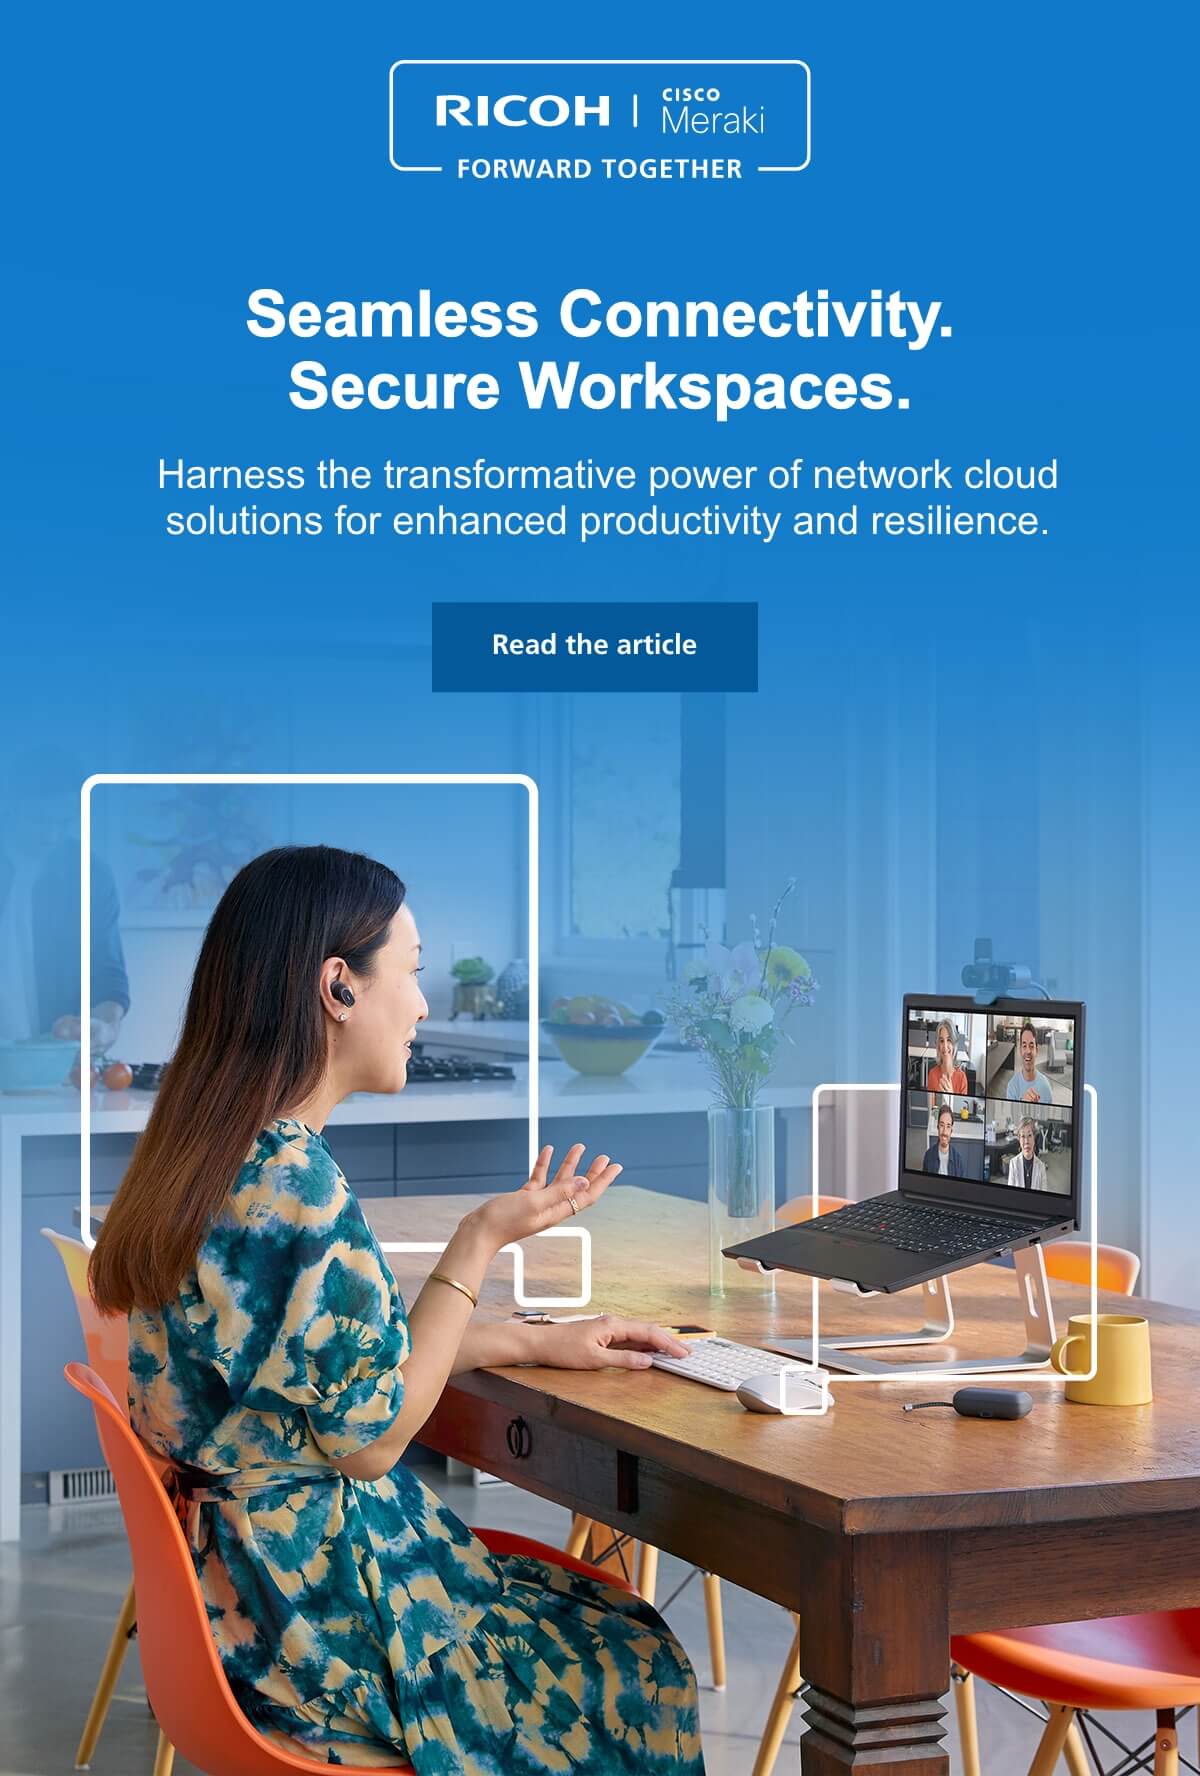 RICOH | CISCO Meraki
FORWARD TOGETHER
Seamless Connectivity.
Secure Workspaces.
Harness the transformative power of network cloud
solutions for enhanced productivity and resilience.
Read the article